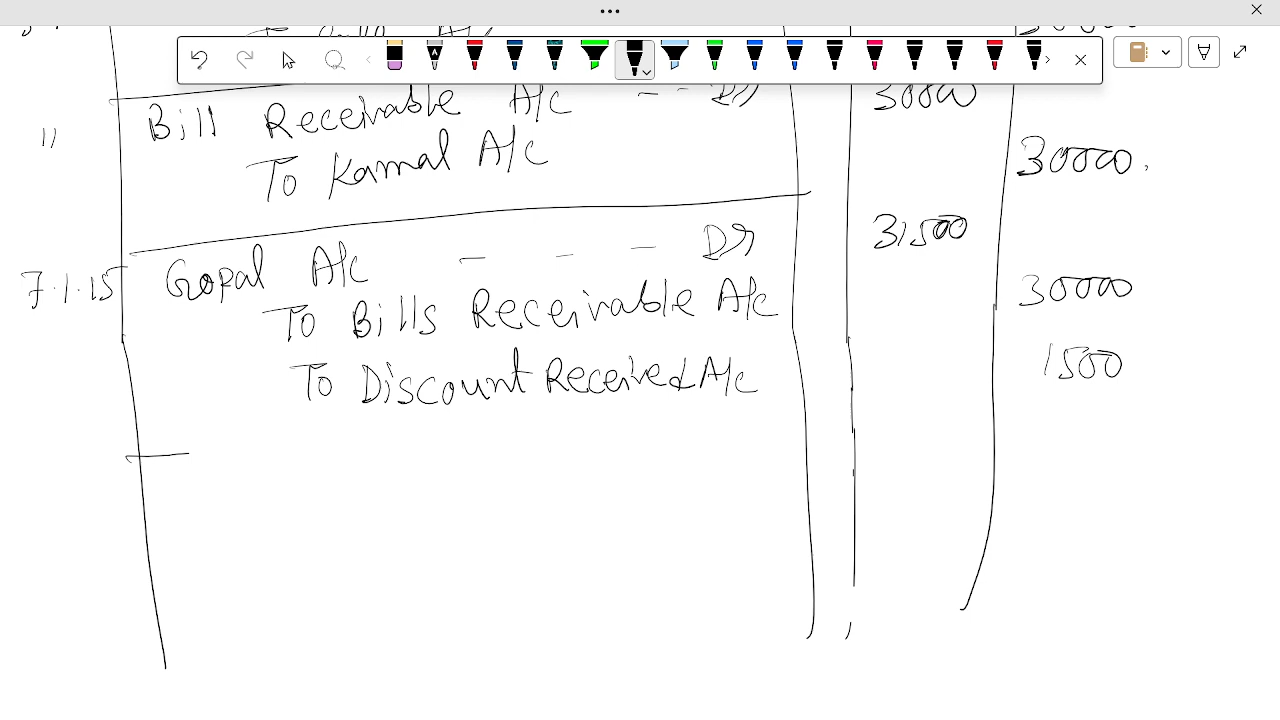 Bill Receivable A/c - - Dr 30000
11 To Kamal A/c 30000.
7.1.15 Gopal A/c - - - Dr 31500
To Bills Receivable A/c 30000
To Discount Received A/c 1500